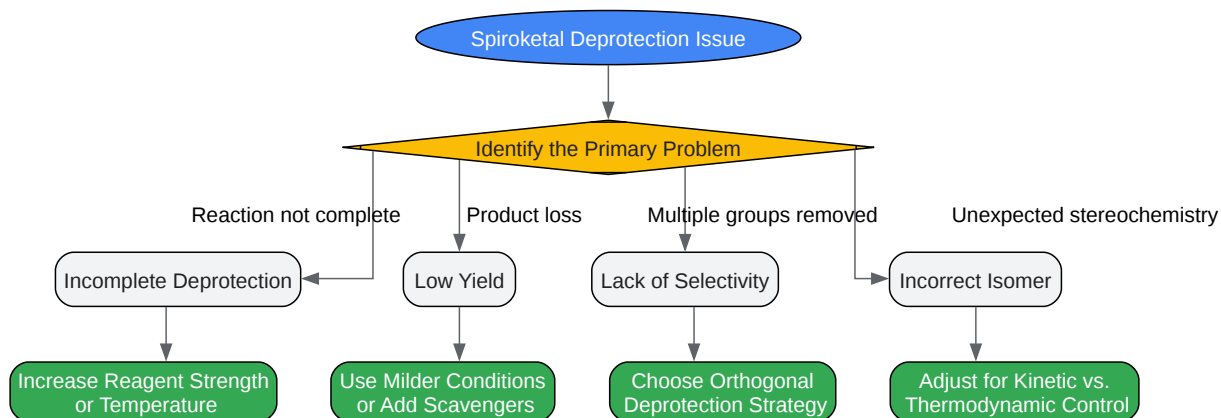 Spiroketal Deprotection Issue
Identify the Primary Problem
Reaction not complete
Product loss
Multiple groups removed
Unexpected stereochemistry
Incomplete Deprotection
Low Yield
Lack of Selectivity
Incorrect Isomer
Increase Reagent Strength
or Temperature
Use Milder Conditions
or Add Scavengers
Choose Orthogonal
Deprotection Strategy
Adjust for Kinetic vs.
Thermodynamic Control